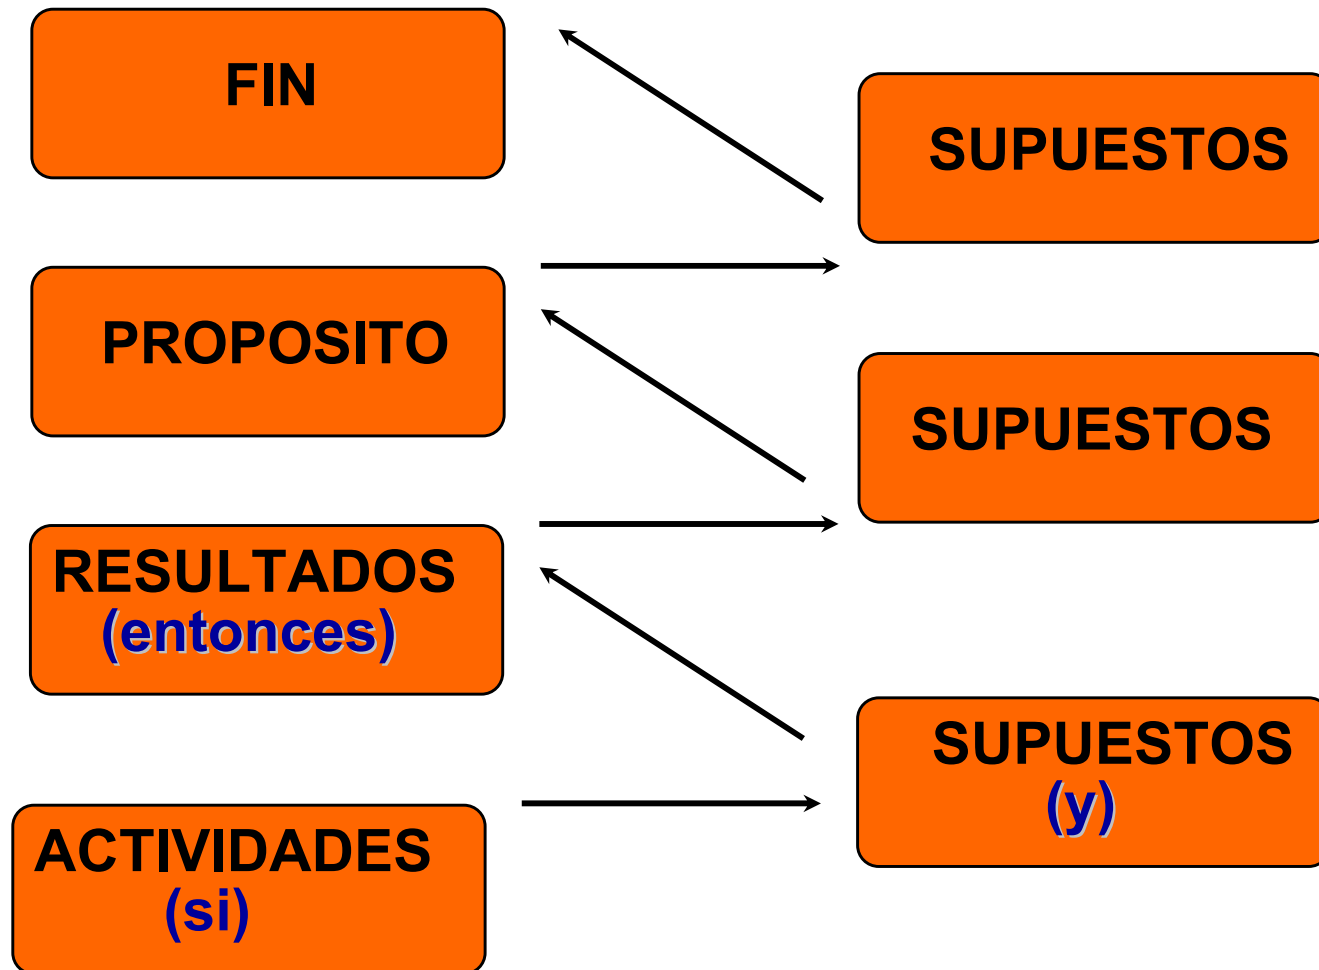 FIN
SUPUESTOS
PROPOSITO
SUPUESTOS
RESULTADOS
(entonces)
SUPUESTOS
(y)
ACTIVIDADES
(si)